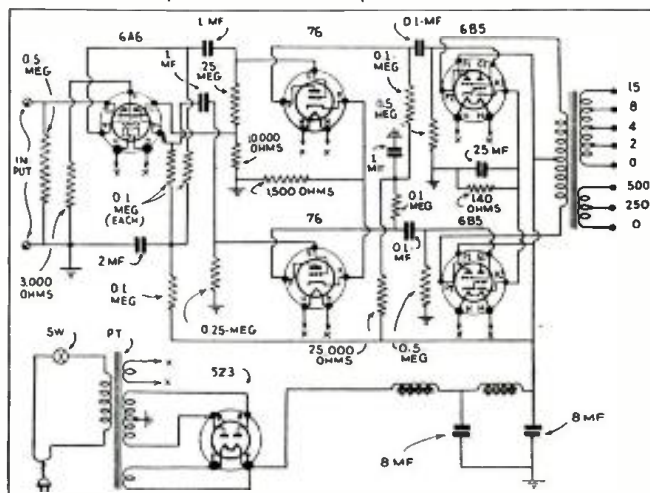 6A6
.1 MF
.1 MF
.25 MEG
76
0.1-MF
6B5
0.5 MEG
0.1-MEG
0.5 MEG
15
8
4
2
0
500
250
0
INPUT
10,000 OHMS
.1 MF
25 MF
1,500 OHMS
140 OHMS
0.1 MEG (EACH)
76
0.1 MEG
0.1-MF
6B5
2 MF
3,000 OHMS
0.1 MEG
0.25-MEG
25,000 OHMS
0.5 MEG
SW
PT
5Z3
8 MF
8 MF